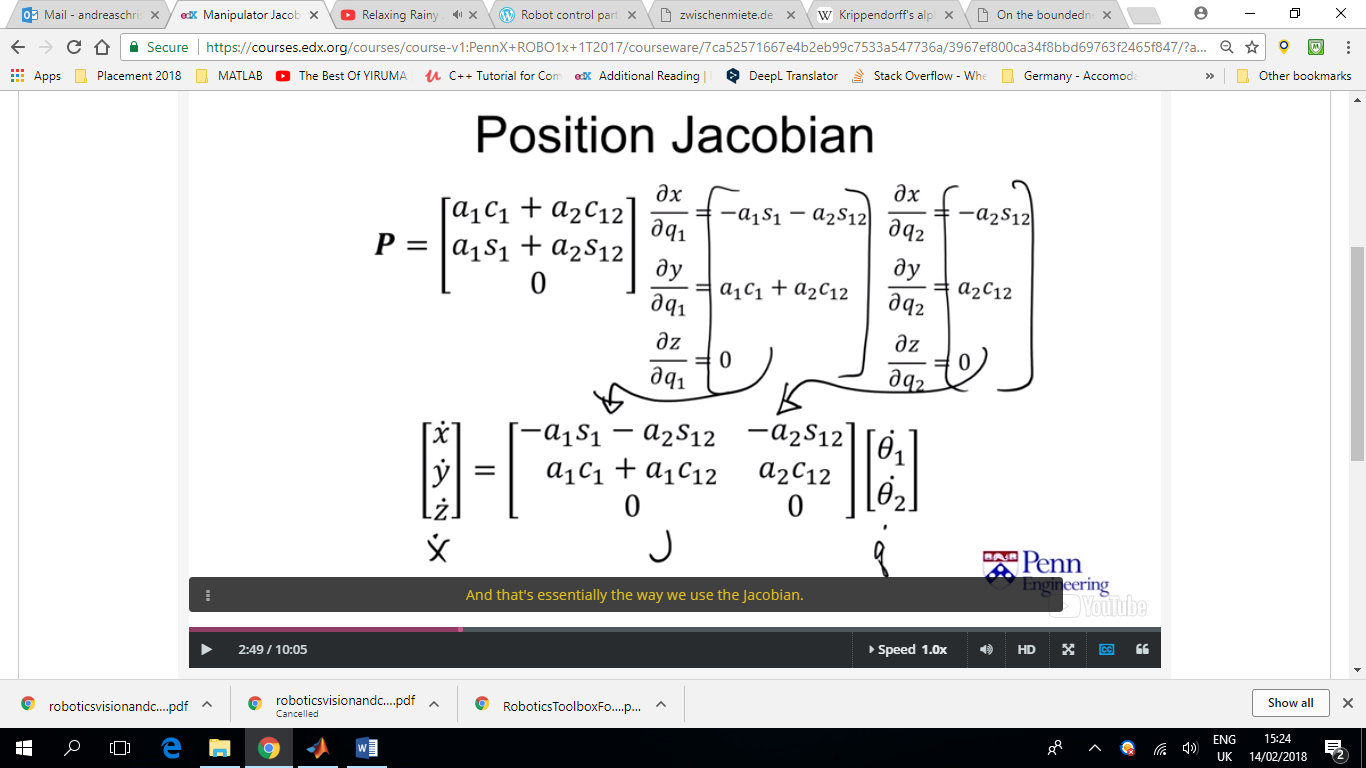 Mail - andreaschris
Manipulator Jacob
Relaxing Rainy
Robot control part
zwischenmiete.de
Krippendorff's alp
On the boundedn
Secure | https://courses.edx.org/courses/course-v1:PennX+ROBO1x+1T2017/courseware/7ca52571667e4b2eb99c7533a547736a/3967ef800ca34f8bbd69763f2465f847/?a...
Apps Placement 2018 MATLAB The Best Of YIRUMA C++ Tutorial for Com Additional Reading | DeepL Translator Stack Overflow - Whe Germany - Accomoda » Other bookmarks
Position Jacobian
P = [a₁c₁ + a₂c₁₂
a₁s₁ + a₂s₁₂
0]
∂x/∂q₁ = −a₁s₁ − a₂s₁₂
∂y/∂q₁ = a₁c₁ + a₂c₁₂
∂z/∂q₁ = 0
∂x/∂q₂ = −a₂s₁₂
∂y/∂q₂ = a₂c₁₂
∂z/∂q₂ = 0
[ẋ] = [−a₁s₁ − a₂s₁₂ −a₂s₁₂] [θ̇₁]
[ẏ] [a₁c₁ + a₁c₁₂ a₂c₁₂] [θ̇₂]
[ż] [0 0]
ẋ J q̇
Penn
Engineering
YouTube
And that's essentially the way we use the Jacobian.
2:49 / 10:05 Speed 1.0x HD CC
roboticsvisionandc....pdf
roboticsvisionandc....pdf
Cancelled
RoboticsToolboxFo....p...
Show all
ENG
UK
15:24
14/02/2018
2